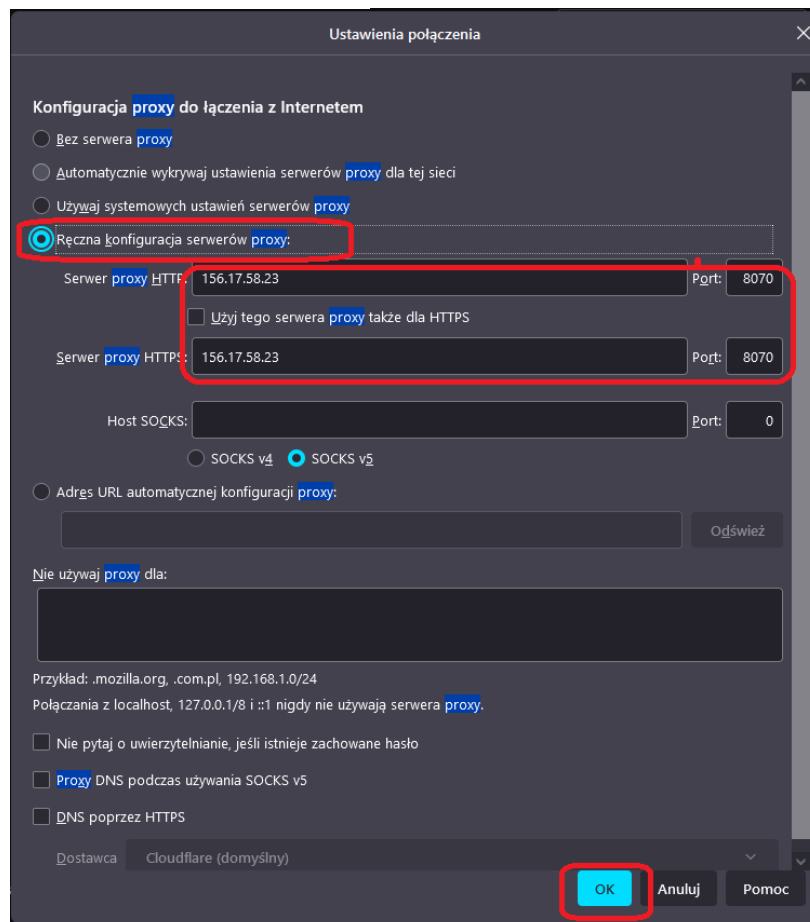 Ustawienia połączenia
Konfiguracja proxy do łączenia z Internetem
Bez serwera proxy
Automatycznie wykrywaj ustawienia serwerów proxy dla tej sieci
Używaj systemowych ustawień serwerów proxy
Ręczna konfiguracja serwerów proxy:
Serwer proxy HTTP: 156.17.58.23 Port: 8070
Użyj tego serwera proxy także dla HTTPS
Serwer proxy HTTPS: 156.17.58.23 Port: 8070
Host SOCKS: Port: 0
SOCKS v4 SOCKS v5
Adres URL automatycznej konfiguracji proxy:
Odśwież
Nie używaj proxy dla:
Przykład: .mozilla.org, .com.pl, 192.168.1.0/24
Połączania z localhost, 127.0.0.1/8 i ::1 nigdy nie używają serwera proxy.
Nie pytaj o uwierzytelnianie, jeśli istnieje zachowane hasło
Proxy DNS podczas używania SOCKS v5
DNS poprzez HTTPS
Dostawca Cloudflare (domyślny)
OK Anuluj Pomoc